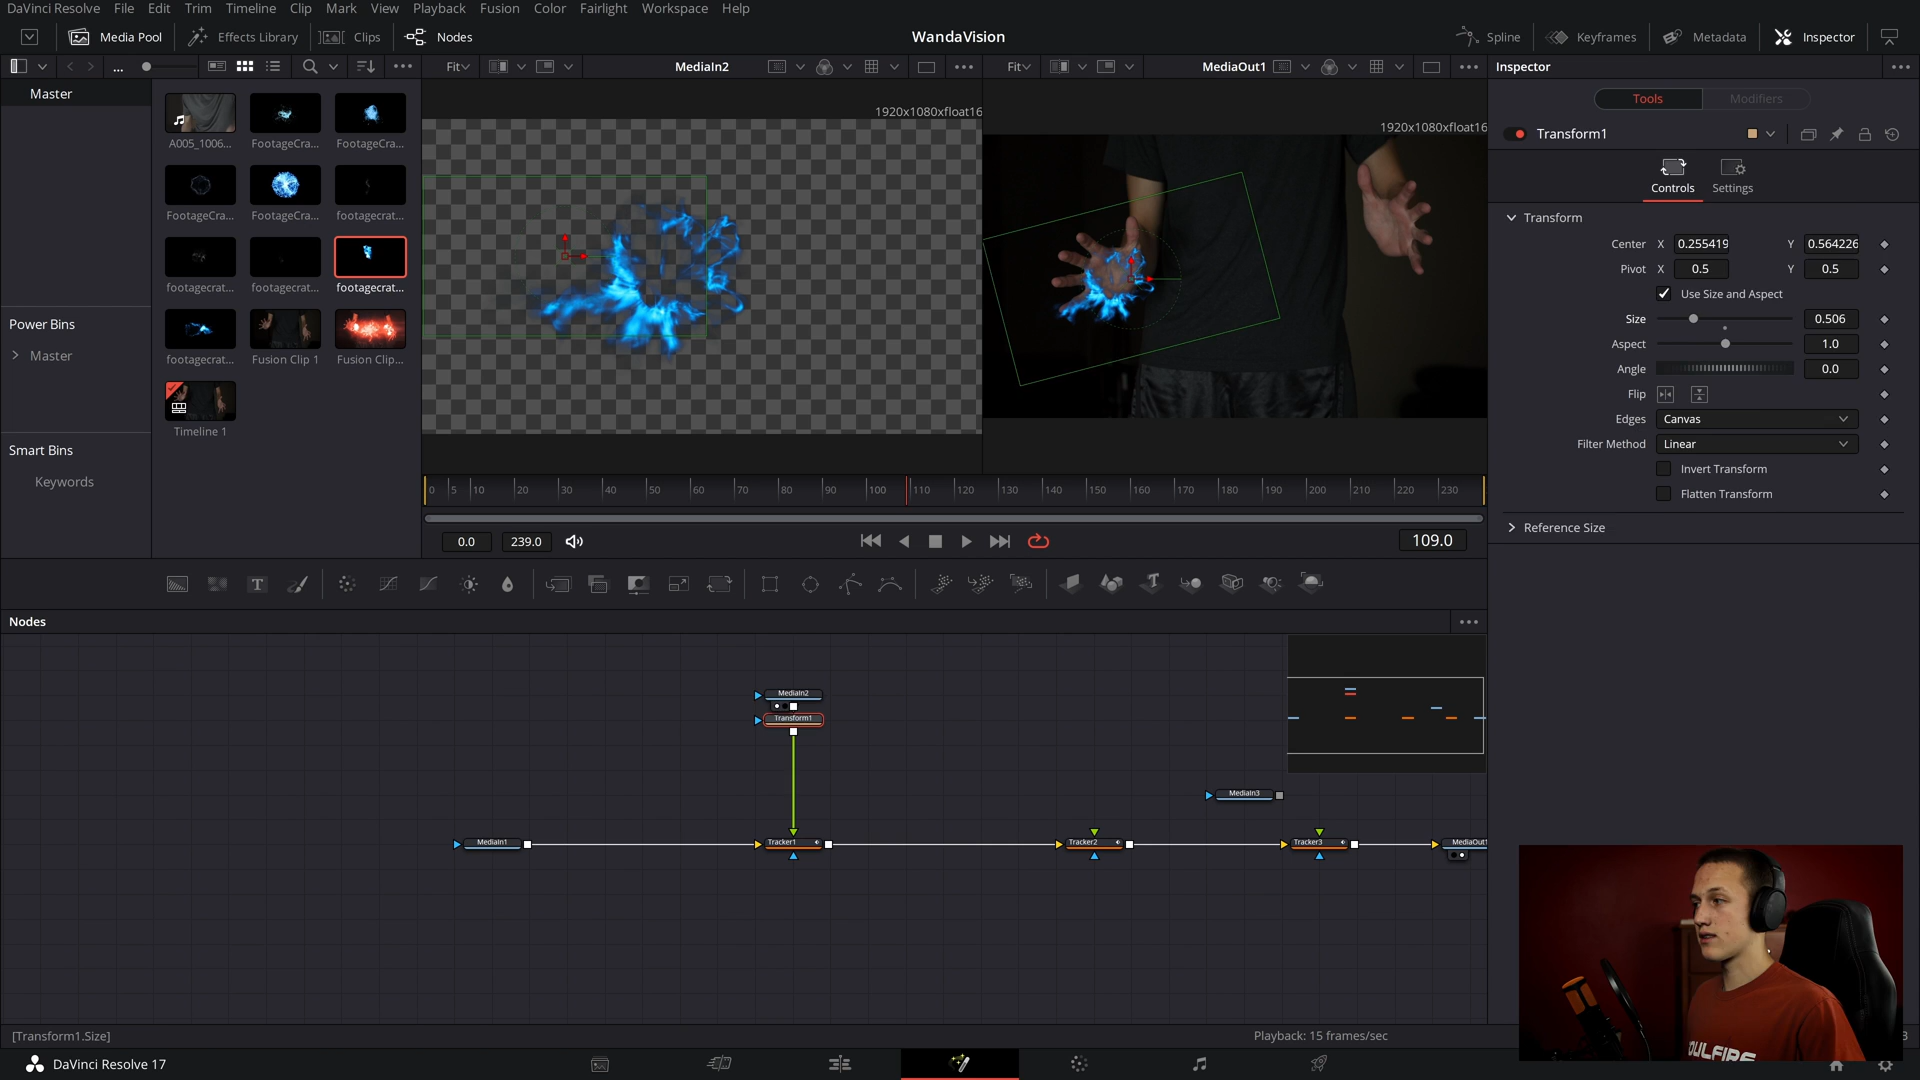 DaVinci Resolve File Edit Trim Timeline Clip Mark View Playback Fusion Color Fairlight Workspace Help
Media Pool Effects Library Clips Nodes WandaVision Spline Keyframes Metadata Inspector
... Fit MediaIn2 Fit MediaOut1 Inspector
Master
1920x1080xfloat16
1920x1080xfloat16
Tools Modifiers
Transform1
A005_1006... FootageCra... FootageCra...
Controls Settings
FootageCra... FootageCra... footagecrat...
Transform
Center X 0.255419 Y 0.564226
Pivot X 0.5 Y 0.5
footagecrat... footagecrat... footagecrat...
Use Size and Aspect
Size 0.506
Power Bins
Master
Aspect 1.0
footagecrat... Fusion Clip 1 Fusion Clip...
Angle 0.0
Flip
Edges Canvas
Timeline 1
Filter Method Linear
Smart Bins
Invert Transform
Keywords
0 5 10 20 30 40 50 60 70 80 90 100 110 120 130 140 150 160 170 180 190 200 210 220 230
Flatten Transform
Reference Size
0.0 239.0 109.0
Nodes
MediaIn2
Transform1
MediaIn3
MediaIn1 Tracker1 Tracker2 Tracker3 MediaOut1
[Transform1.Size] Playback: 15 frames/sec
DaVinci Resolve 17